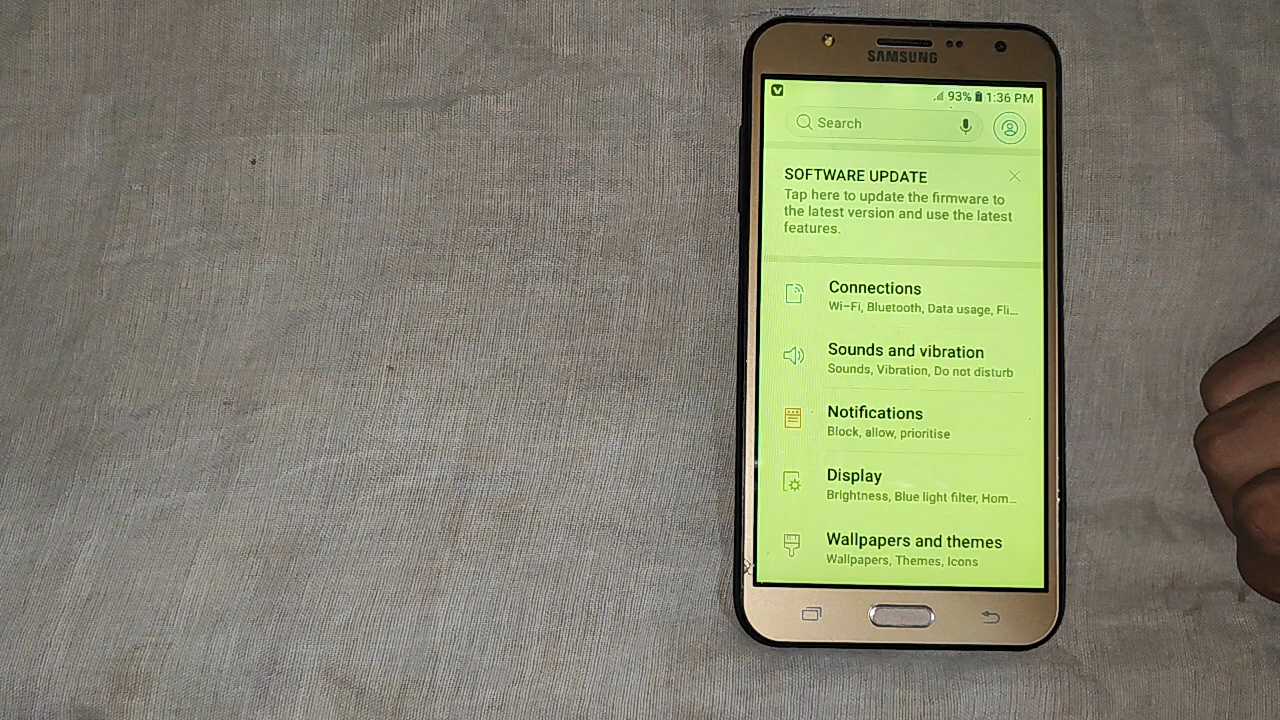 SAMSUNG
93% 1:36 PM
Search
SOFTWARE UPDATE
Tap here to update the firmware to
the latest version and use the latest
features.
Connections
Wi-Fi, Bluetooth, Data usage, Fli...
Sounds and vibration
Sounds, Vibration, Do not disturb
Notifications
Block, allow, prioritise
Display
Brightness, Blue light filter, Hom...
Wallpapers and themes
Wallpapers, Themes, Icons